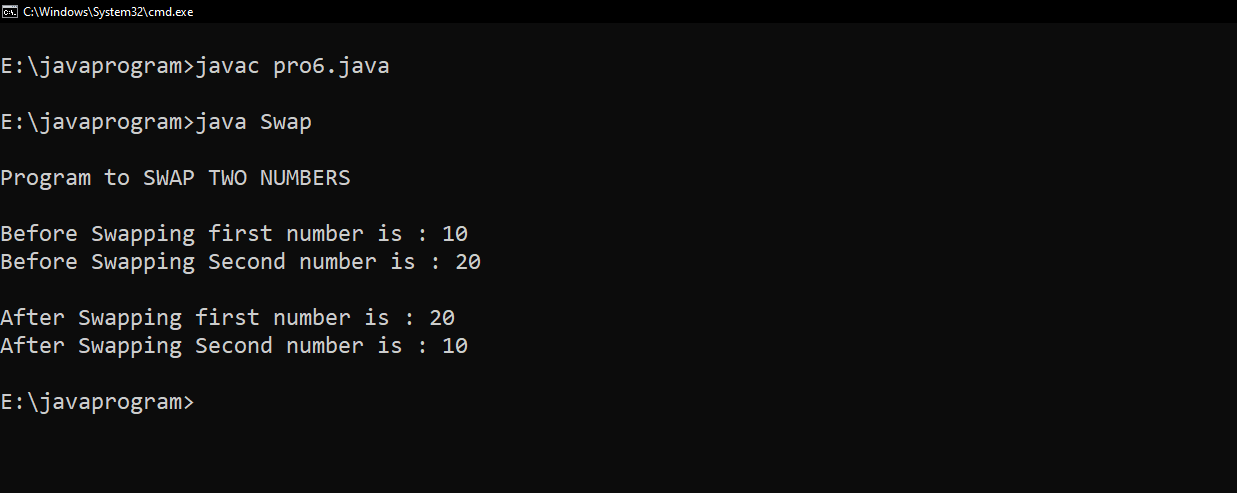 C:\Windows\System32\cmd.exe
E:\javaprogram>javac pro6.java
E:\javaprogram>java Swap
Program to SWAP TWO NUMBERS
Before Swapping first number is : 10
Before Swapping Second number is : 20
After Swapping first number is : 20
After Swapping Second number is : 10
E:\javaprogram>